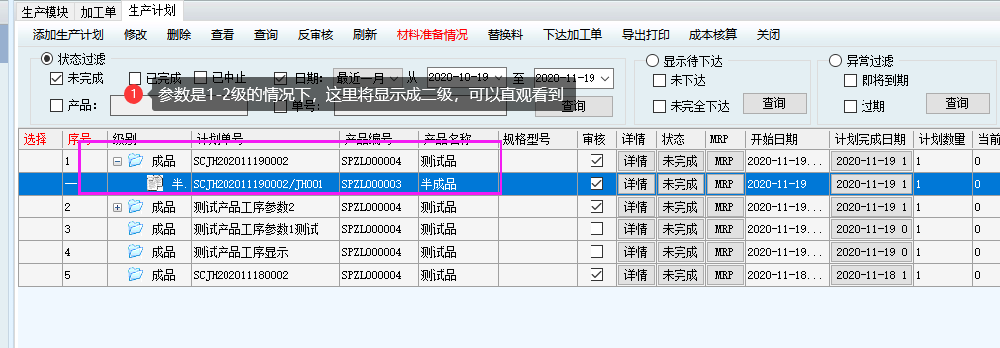 生产模块 加工单 生产计划
添加生产计划 修改 删除 查看 查询 反审核 刷新 材料准备情况 替换料 下达加工单 导出打印 成本核算 关闭
状态过滤 显示待下达 异常过滤
未完成 已完成 已中止 日期: 最近一月 从 2020-10-19 至 2020-11-19 未下达 即将到期
1 参数是1-2级的情况下，这里将显示成二级，可以直观看到
产品: 单号: 查询 未完全下达 查询 过期 查询
选择 序号 级别 计划单号 产品编号 产品名称 规格型号 审核 详情 状态 MRP 开始日期 计划完成日期 计划数量 当前
1 成品 SCJH202011190002 SPZL000004 测试品 详情 未完成 MRP 2020-11-19... 2020-11-19 1 1 0
—— 半. SCJH202011190002/JH001 SPZL000003 半成品 详情 未完成 MRP 2020-11-19 2020-11-19 1 1 0
2 成品 测试产品工序参数2 SPZL000004 测试品 详情 未完成 MRP 2020-11-19... 2020-11-19 1 1 0
3 成品 测试产品工序参数1测试 SPZL000004 测试品 详情 未完成 MRP 2020-11-19... 2020-11-19 0 1 0
4 成品 测试产品工序显示 SPZL000004 测试品 详情 未完成 MRP 2020-11-19... 2020-11-19 0 1 0
5 成品 SCJH202011180002 SPZL000004 测试品 详情 未完成 MRP 2020-11-18... 2020-11-18 1 1 0